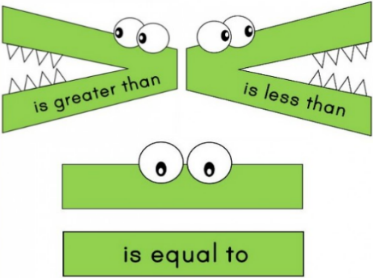 is greater than
is less than
is equal to